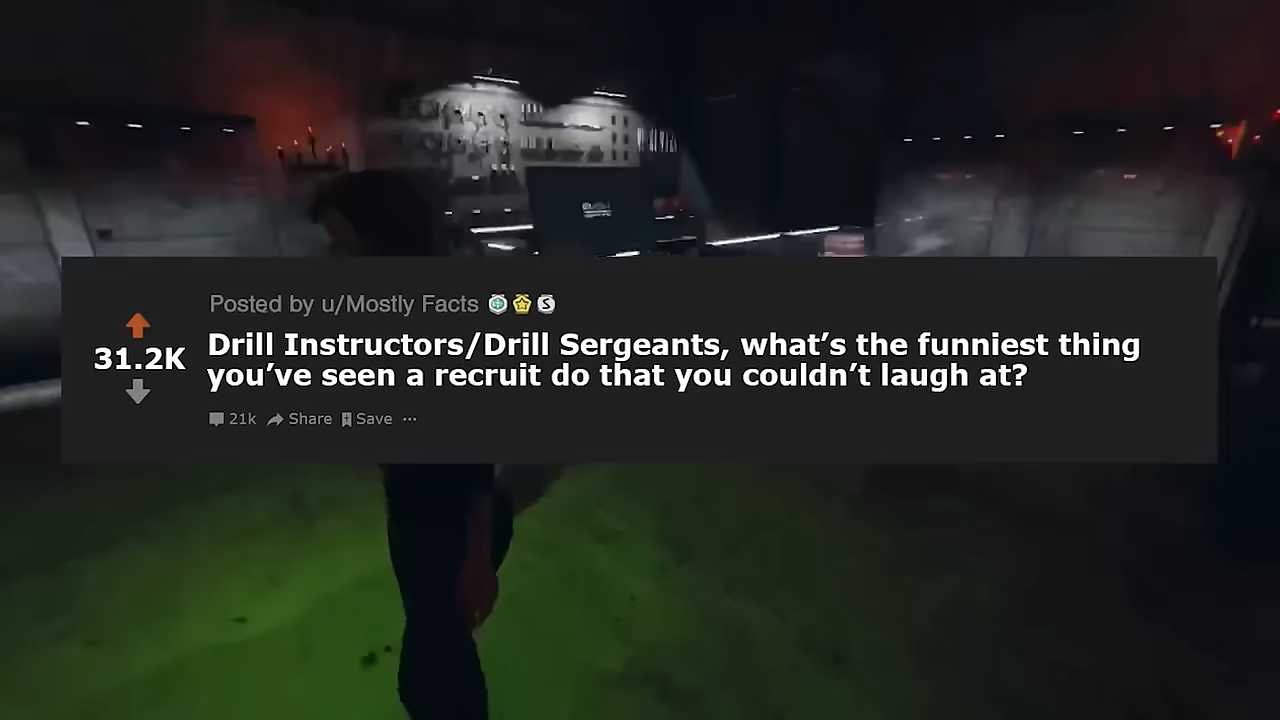 Posted by u/Mostly Facts
Drill Instructors/Drill Sergeants, what’s the funniest thing
you’ve seen a recruit do that you couldn’t laugh at?
31.2K
21k Share Save ···